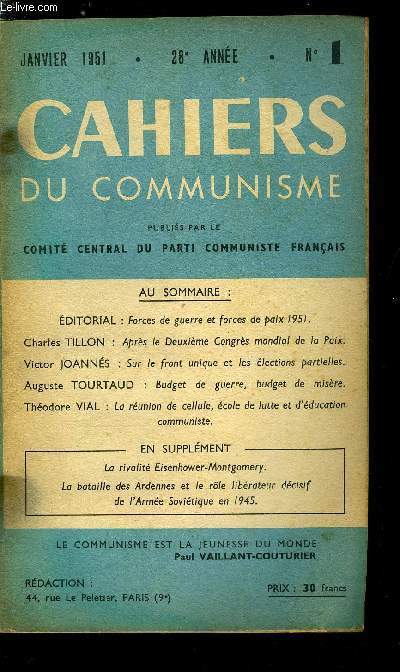 LE-LIVRE.COM
JANVIER 1951 • 28e ANNÉE • N° 1
CAHIERS
DU COMMUNISME
PUBLIÉS PAR LE
COMITÉ CENTRAL DU PARTI COMMUNISTE FRANÇAIS
AU SOMMAIRE :
ÉDITORIAL : Forces de guerre et forces de paix 1951.
Charles TILLON : Après le Deuxième Congrès mondial de la Paix.
Victor JOANNÉS : Sur le front unique et les élections partielles.
Auguste TOURTAUD : Budget de guerre, budget de misère.
Théodore VIAL : La réunion de cellule, école de lutte et d'éducation
communiste.
EN SUPPLÉMENT
La rivalité Eisenhower-Montgomery.
La bataille des Ardennes et le rôle libérateur décisif
de l'Armée Soviétique en 1945.
LE COMMUNISME EST LA JEUNESSE DU MONDE
Paul VAILLANT-COUTURIER
RÉDACTION :
44, rue Le Peletier, PARIS (9e)
PRIX : 30 francs